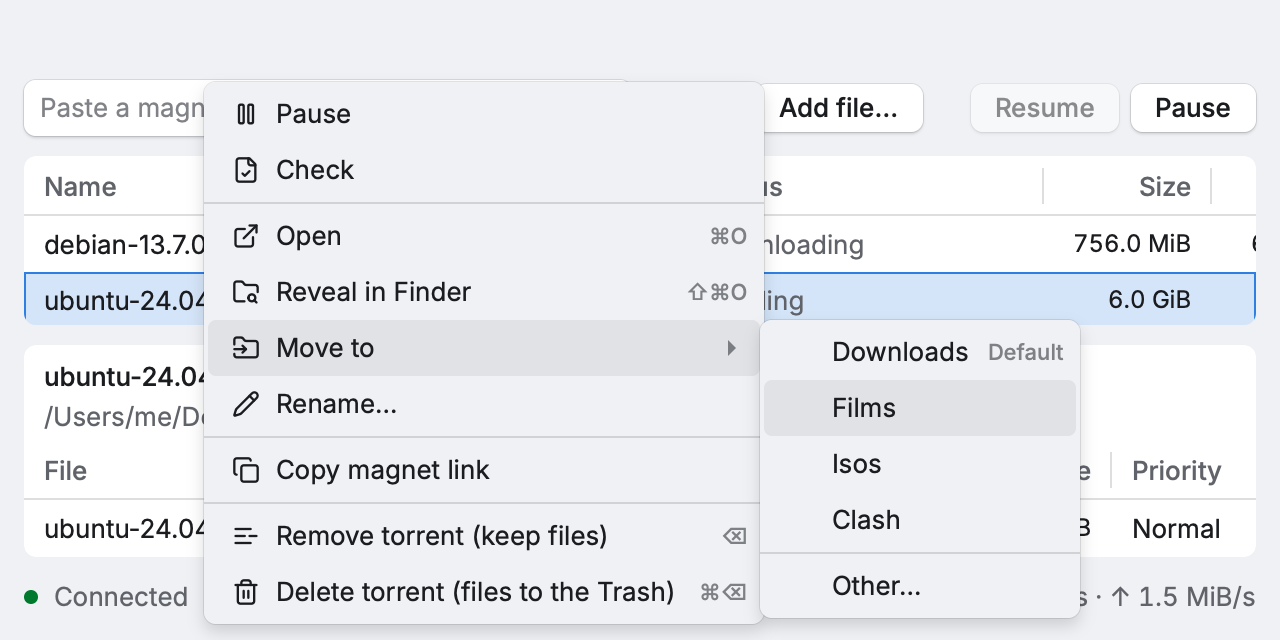 Paste a magn
Add file...
Resume
Pause
Pause
Check
Open ⌘O
Reveal in Finder ⇧⌘O
Move to
Rename...
Copy magnet link
Remove torrent (keep files) ⌫
Delete torrent (files to the Trash) ⌘⌫
Downloads Default
Films
Isos
Clash
Other...
Name
Size
debian-13.7.0
nloading
756.0 MiB
ubuntu-24.04
ing
6.0 GiB
ubuntu-24.04
/Users/me/Do
File
Priority
ubuntu-24.04
Normal
Connected
s · ↑ 1.5 MiB/s